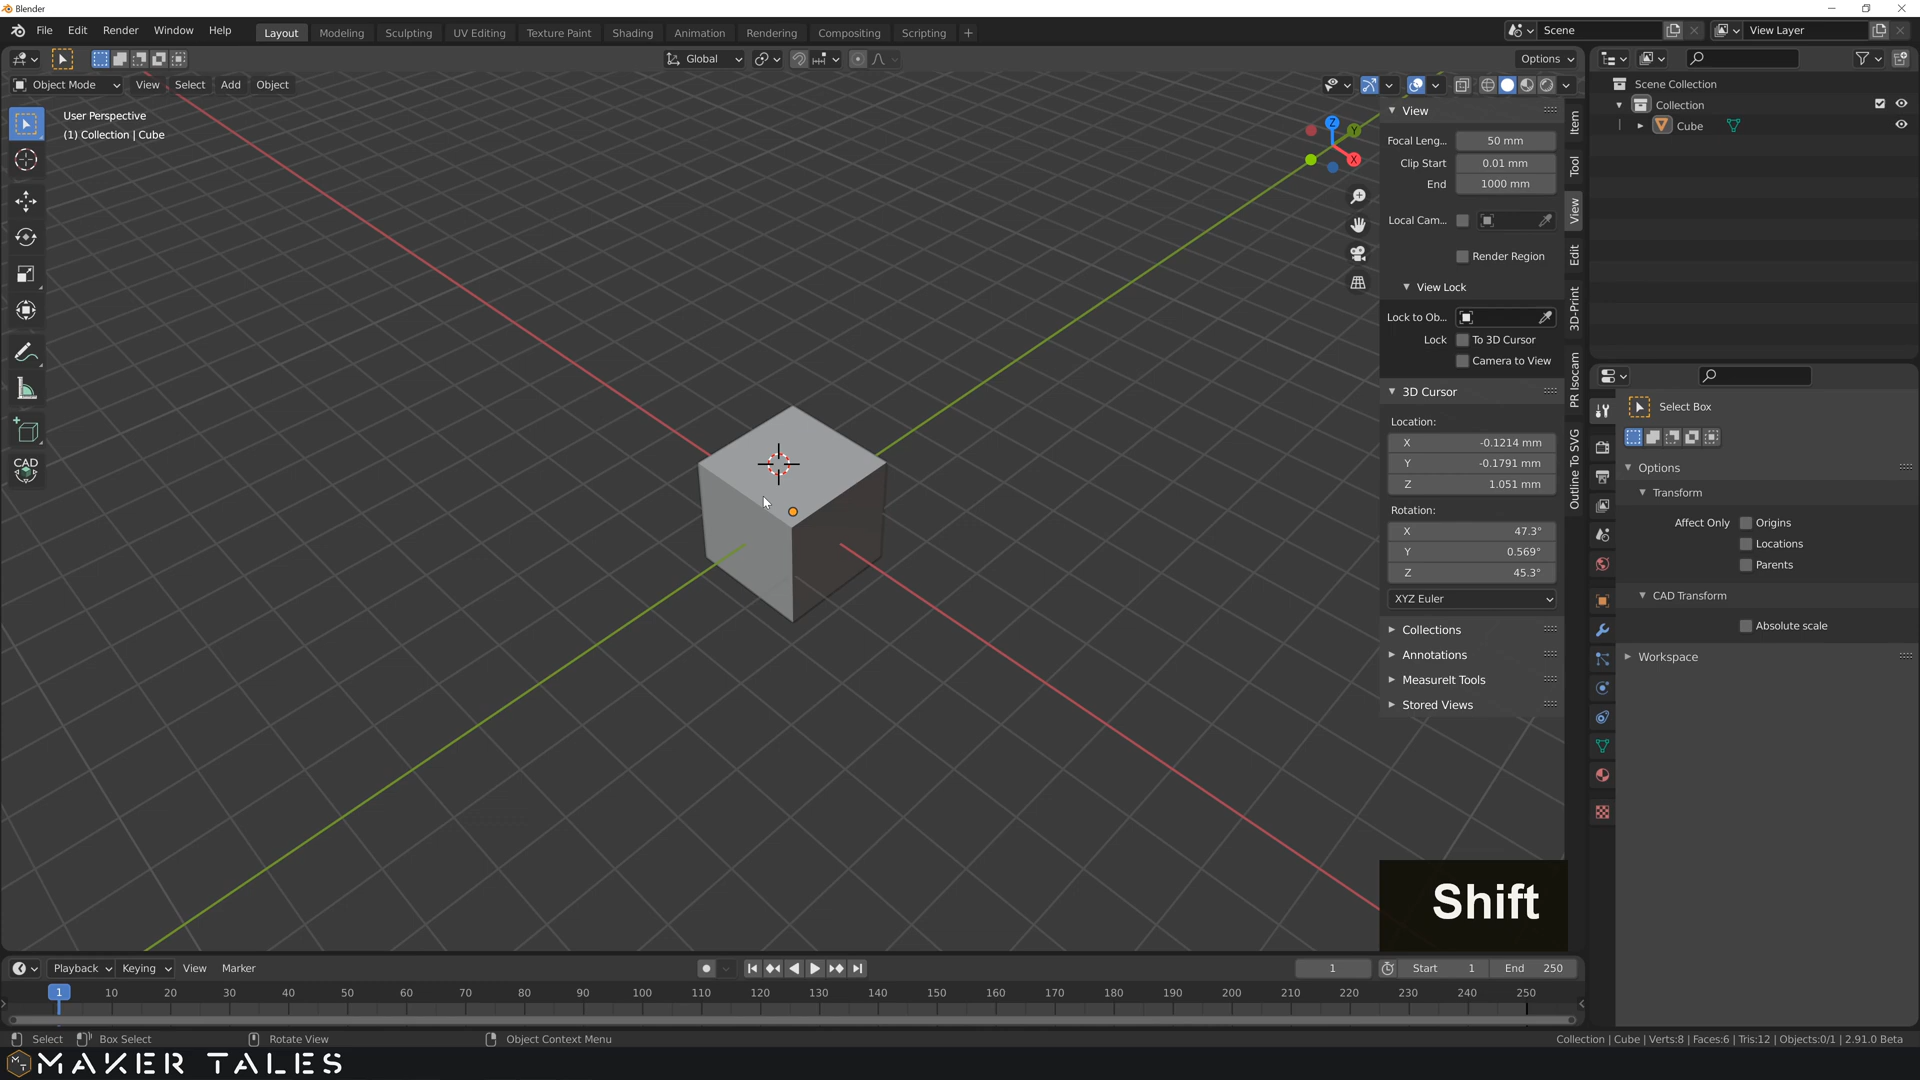 Blender
File Edit Render Window Help
Layout Modeling Sculpting UV Editing Texture Paint Shading Animation Rendering Compositing Scripting +
Scene
View Layer
Global
Options
Object Mode View Select Add Object
User Perspective
(1) Collection | Cube
Z
Y
X
CAD
View
Focal Leng... 50 mm
Clip Start 0.01 mm
End 1000 mm
Local Cam...
Render Region
View Lock
Lock to Ob...
Lock To 3D Cursor
Camera to View
3D Cursor
Location:
X -0.1214 mm
Y -0.1791 mm
Z 1.051 mm
Rotation:
X 47.3°
Y 0.569°
Z 45.3°
XYZ Euler
Collections
Annotations
MeasureIt Tools
Stored Views
Item
Tool
View
Edit
3D-Print
PR Isocam
Outline To SVG
Scene Collection
Collection
Cube
Select Box
Options
Transform
Affect Only Origins
Locations
Parents
CAD Transform
Absolute scale
Workspace
Shift
Playback Keying View Marker
1 Start 1 End 250
1 10 20 30 40 50 60 70 80 90 100 110 120 130 140 150 160 170 180 190 200 210 220 230 240 250
Select Box Select Rotate View Object Context Menu
Collection | Cube | Verts:8 | Faces:6 | Tris:12 | Objects:0/1 | 2.91.0 Beta
MAKER TALES